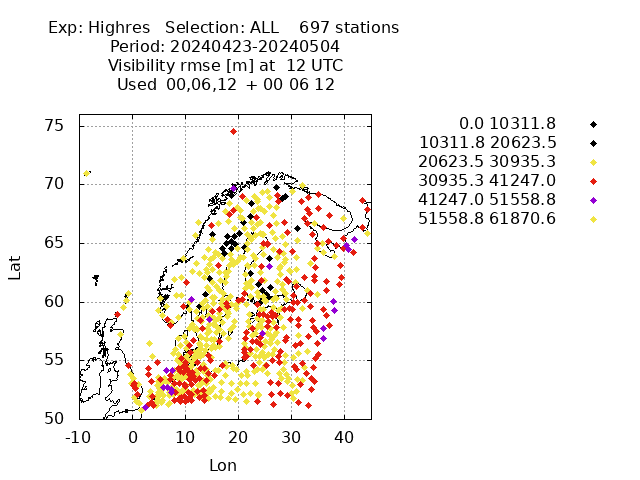 Exp: Highres   Selection: ALL    697 stations
Period: 20240423-20240504
Visibility rmse [m] at  12 UTC
Used  00,06,12  + 00 06 12
0.0 10311.8
10311.8 20623.5
20623.5 30935.3
30935.3 41247.0
41247.0 51558.8
51558.8 61870.6
75
70
65
60
55
50
Lat
-10 0 10 20 30 40
Lon